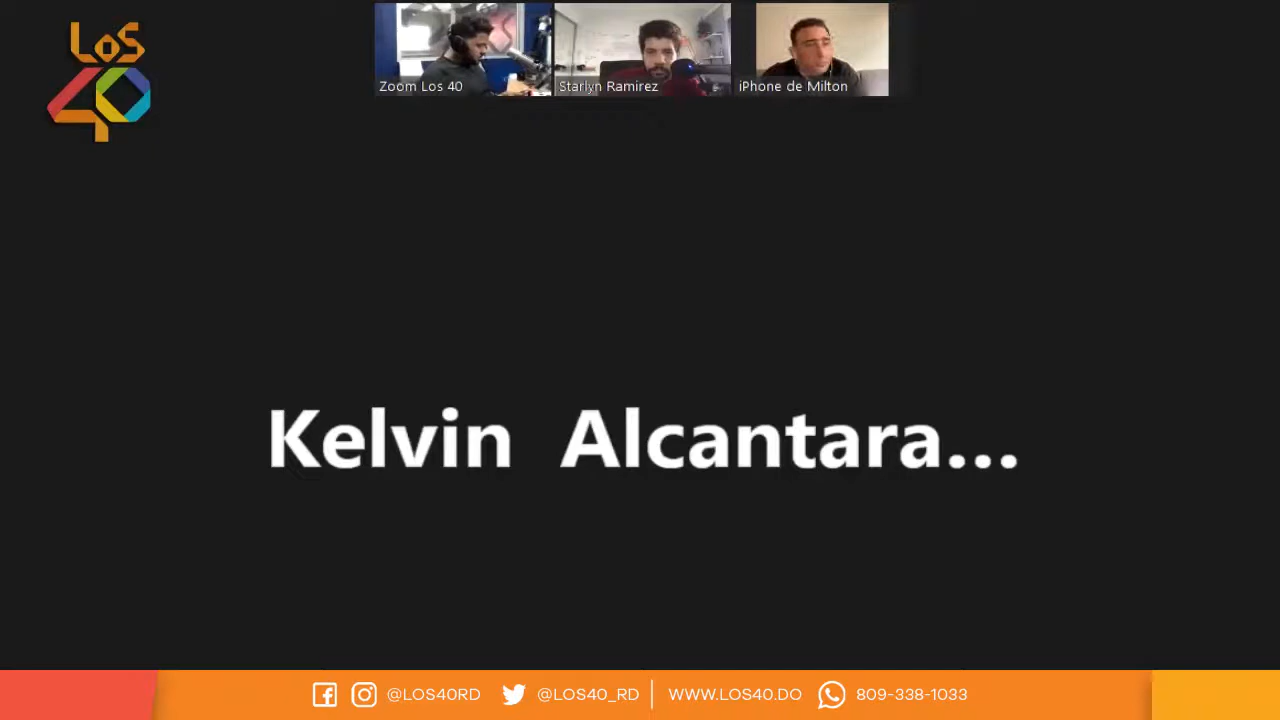 LOS
40
Zoom Los 40
Starlyn Ramirez
iPhone de Milton
Kelvin Alcantara...
@LOS40RD @LOS40_RD WWW.LOS40.DO 809-338-1033